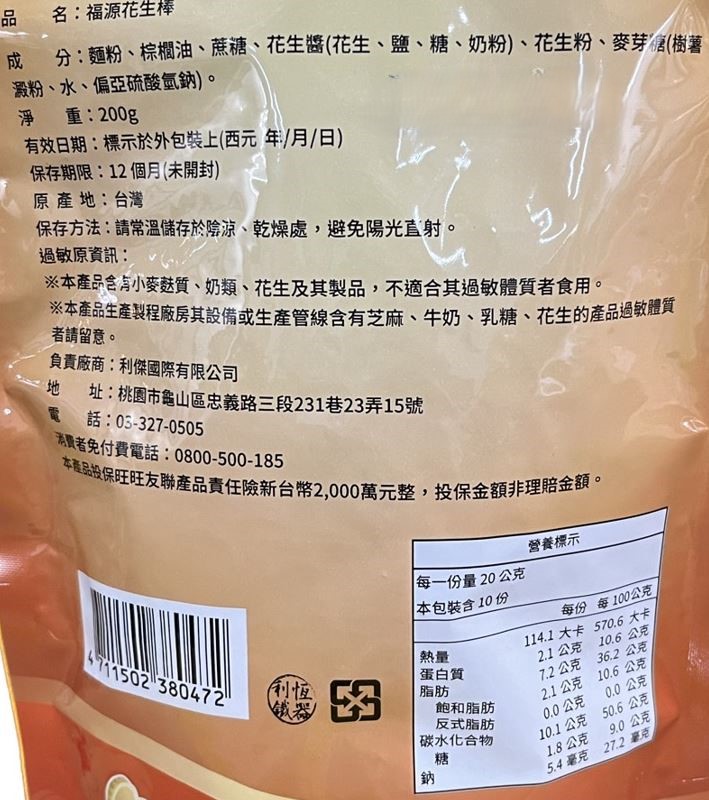 品 名：福源花生棒
成 分：麵粉、棕櫚油、蔗糖、花生醬(花生、鹽、糖、奶粉)、花生粉、麥芽糖(樹薯
澱粉、水、偏亞硫酸氫鈉)。
淨 重：200g
有效日期：標示於外包裝上(西元 年/月/日)
保存期限：12個月(未開封)
原產地：台灣
保存方法：請常溫儲存於陰涼、乾燥處，避免陽光直射。
過敏原資訊：
※本產品含有小麥麩質、奶類、花生及其製品，不適合其過敏體質者食用。
※本產品生產製程廠房其設備或生產管線含有芝麻、牛奶、乳糖、花生的產品過敏體質
者請留意。
負責廠商：利傑國際有限公司
地 址：桃園市龜山區忠義路三段231巷23弄15號
電 話：03-327-0505
消費者免付費電話：0800-500-185
本產品投保旺旺友聯產品責任險新台幣2,000萬元整，投保金額非理賠金額。
營養標示
每一份量 20 公克
本包裝含 10 份
每份 每 100公克
熱量 114.1 大卡 570.6 大卡
蛋白質 2.1 公克 10.6 公克
脂肪 7.2 公克 36.2 公克
飽和脂肪 2.1 公克 10.6 公克
反式脂肪 0.0 公克 0.0 公克
碳水化合物 10.1 公克 50.6 公克
糖 1.8 公克 9.0 公克
鈉 5.4 毫克 27.2 毫克
4 711502 380472
利恆
鐵器